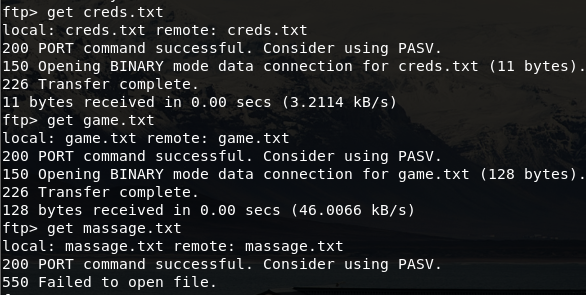 ftp> get creds.txt
local: creds.txt remote: creds.txt
200 PORT command successful. Consider using PASV.
150 Opening BINARY mode data connection for creds.txt (11 bytes).
226 Transfer complete.
11 bytes received in 0.00 secs (3.2114 kB/s)
ftp> get game.txt
local: game.txt remote: game.txt
200 PORT command successful. Consider using PASV.
150 Opening BINARY mode data connection for game.txt (128 bytes).
226 Transfer complete.
128 bytes received in 0.00 secs (46.0066 kB/s)
ftp> get massage.txt
local: massage.txt remote: massage.txt
200 PORT command successful. Consider using PASV.
550 Failed to open file.